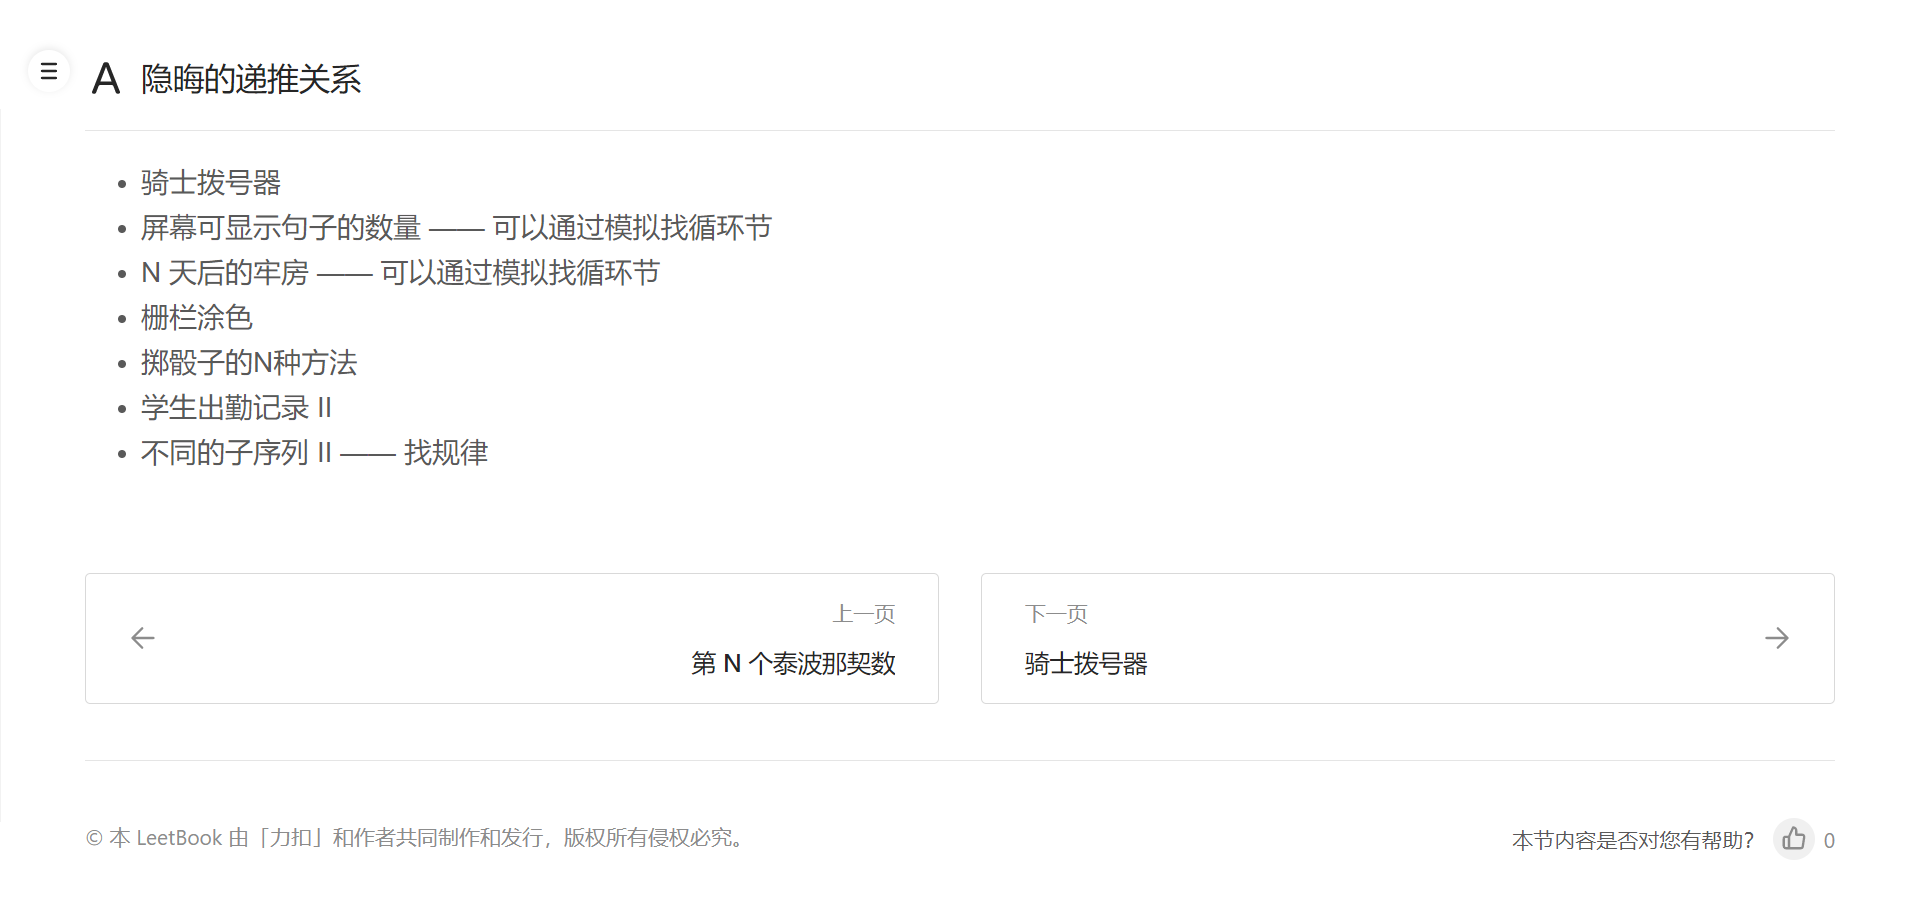 A 隐晦的递推关系
骑士拨号器
屏幕可显示句子的数量 —— 可以通过模拟找循环节
N 天后的牢房 —— 可以通过模拟找循环节
栅栏涂色
掷骰子的N种方法
学生出勤记录 II
不同的子序列 II —— 找规律
上一页
第 N 个泰波那契数
下一页
骑士拨号器
© 本 LeetBook 由「力扣」和作者共同制作和发行，版权所有侵权必究。
本节内容是否对您有帮助？ 0